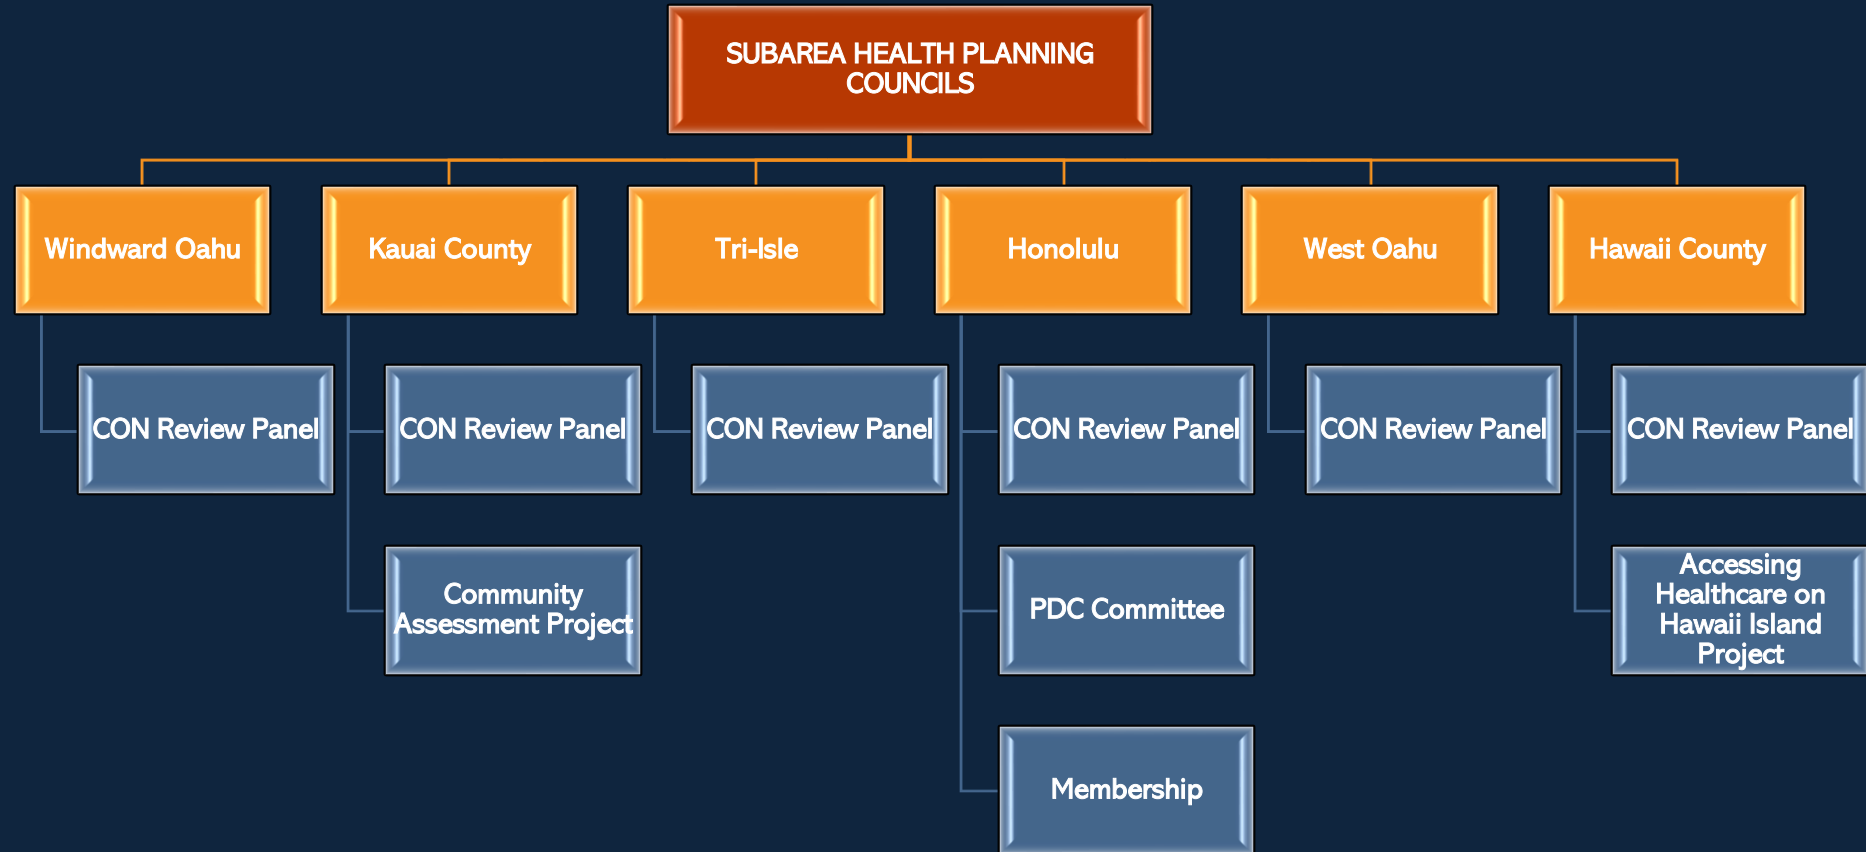 SUBAREA HEALTH PLANNING
COUNCILS
Windward Oahu
Kauai County
Tri-Isle
Honolulu
West Oahu
Hawaii County
CON Review Panel
CON Review Panel
CON Review Panel
CON Review Panel
CON Review Panel
CON Review Panel
Community
Assessment Project
PDC Committee
Accessing
Healthcare on
Hawaii Island
Project
Membership